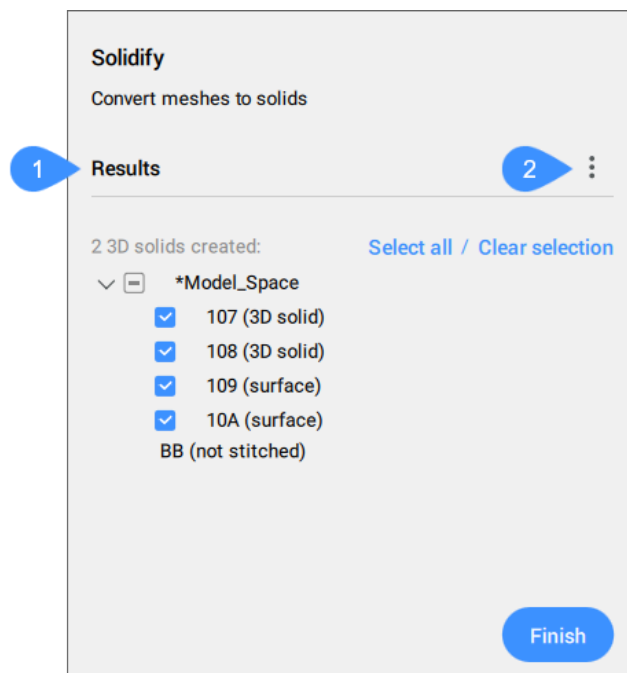 Solidify
Convert meshes to solids
1 Results 2
2 3D solids created: Select all / Clear selection
*Model_Space
107 (3D solid)
108 (3D solid)
109 (surface)
10A (surface)
BB (not stitched)
Finish